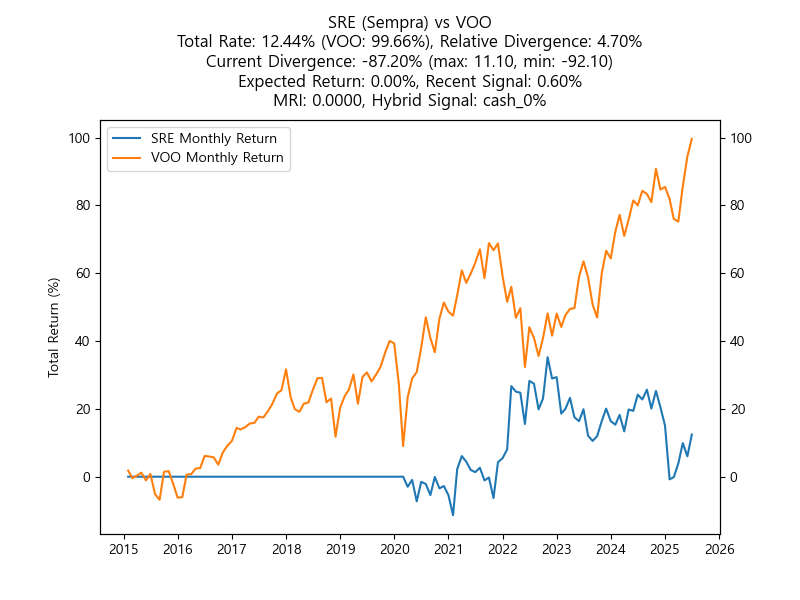 SRE (Sempra) vs VOO
Total Rate: 12.44% (VOO: 99.66%), Relative Divergence: 4.70%
Current Divergence: -87.20% (max: 11.10, min: -92.10)
Expected Return: 0.00%, Recent Signal: 0.60%
MRI: 0.0000, Hybrid Signal: cash_0%
SRE Monthly Return
VOO Monthly Return
Total Return (%)
100
80
60
40
20
0
100
80
60
40
20
0
2015 2016 2017 2018 2019 2020 2021 2022 2023 2024 2025 2026